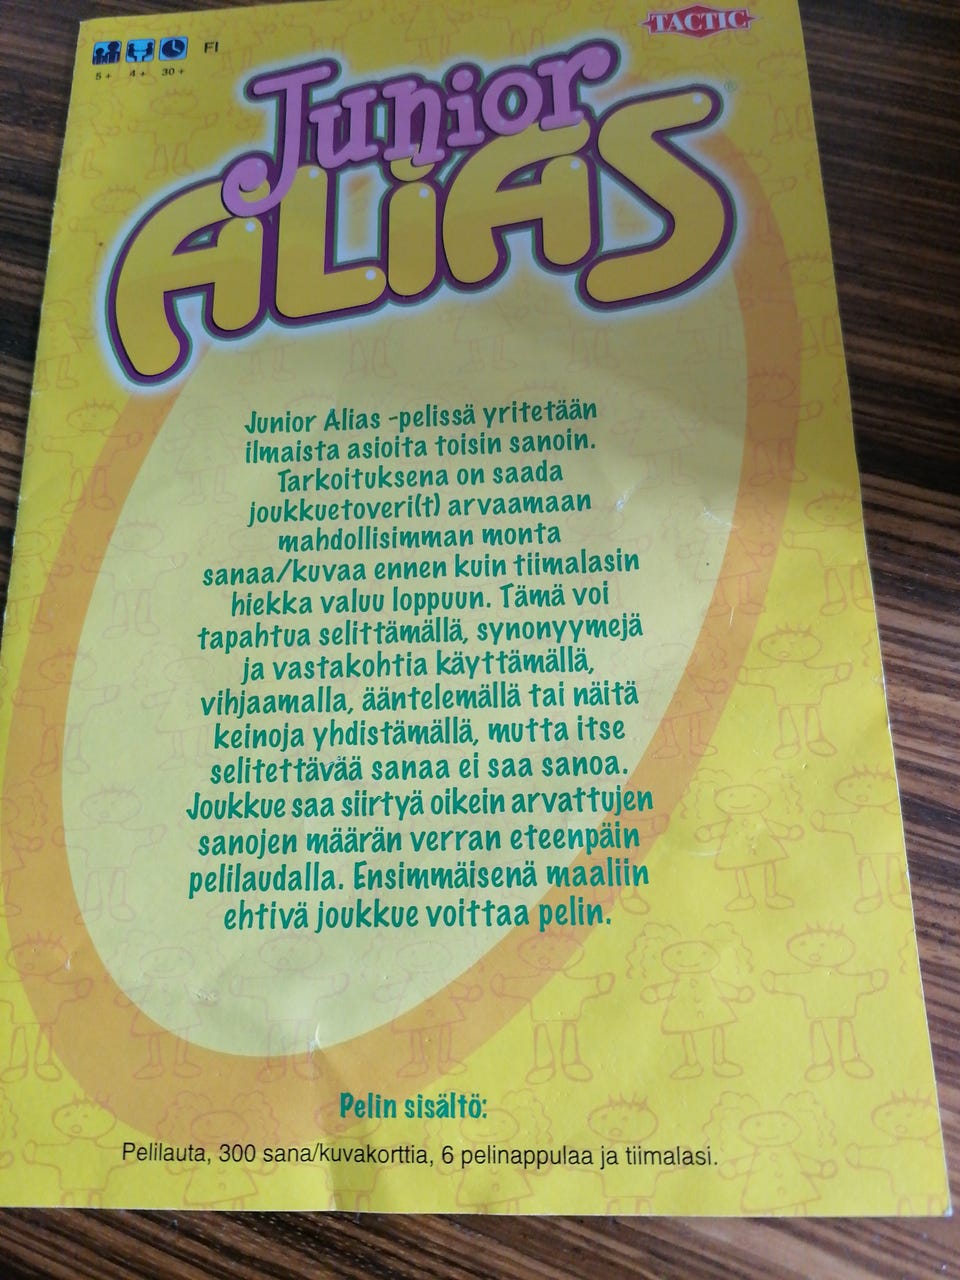 TACTIC
FI
5+ 4+ 30+
Junior
ALiAS®
Junior Alias -pelissä yritetään
ilmaista asioita toisin sanoin.
Tarkoituksena on saada
joukkuetoveri(t) arvaamaan
mahdollisimman monta
sanaa/kuvaa ennen kuin tiimalasin
hiekka valuu loppuun. Tämä voi
tapahtua selittämällä, synonyymejä
ja vastakohtia käyttämällä,
vihjaamalla, ääntelemällä tai näitä
keinoja yhdistämällä, mutta itse
selitettävää sanaa ei saa sanoa.
Joukkue saa siirtyä oikein arvattujen
sanojen määrän verran eteenpäin
pelilaudalla. Ensimmäisenä maaliin
ehtivä joukkue voittaa pelin.
Pelin sisältö:
Pelilauta, 300 sana/kuvakorttia, 6 pelinappulaa ja tiimalasi.